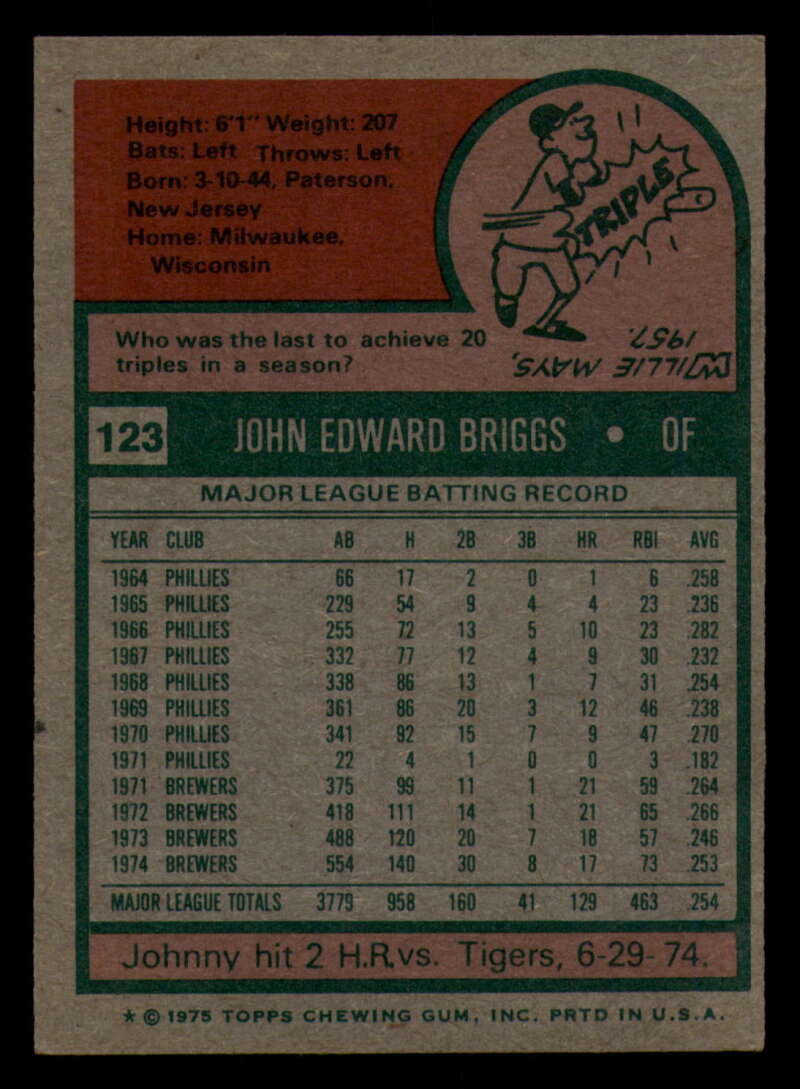 Height: 6'1" Weight: 207
Bats: Left Throws: Left
Born: 3-10-44, Paterson,
New Jersey
Home: Milwaukee,
Wisconsin
TRIPLE
Who was the last to achieve 20
triples in a season?
WILLIE MAYS,
1957.
123 JOHN EDWARD BRIGGS • OF
MAJOR LEAGUE BATTING RECORD
YEAR CLUB AB H 2B 3B HR RBI AVG
1964 PHILLIES 66 17 2 0 1 6 .258
1965 PHILLIES 229 54 9 4 4 23 .236
1966 PHILLIES 255 72 13 5 10 23 .282
1967 PHILLIES 332 77 12 4 9 30 .232
1968 PHILLIES 338 86 13 1 7 31 .254
1969 PHILLIES 361 86 20 3 12 46 .238
1970 PHILLIES 341 92 15 7 9 47 .270
1971 PHILLIES 22 4 1 0 0 3 .182
1971 BREWERS 375 99 11 1 21 59 .264
1972 BREWERS 418 111 14 1 21 65 .266
1973 BREWERS 488 120 20 7 18 57 .246
1974 BREWERS 554 140 30 8 17 73 .253
MAJOR LEAGUE TOTALS 3779 958 160 41 129 463 .254
Johnny hit 2 H.R. vs. Tigers, 6-29-74.
* © 1975 TOPPS CHEWING GUM, INC. PRTD IN U.S.A.